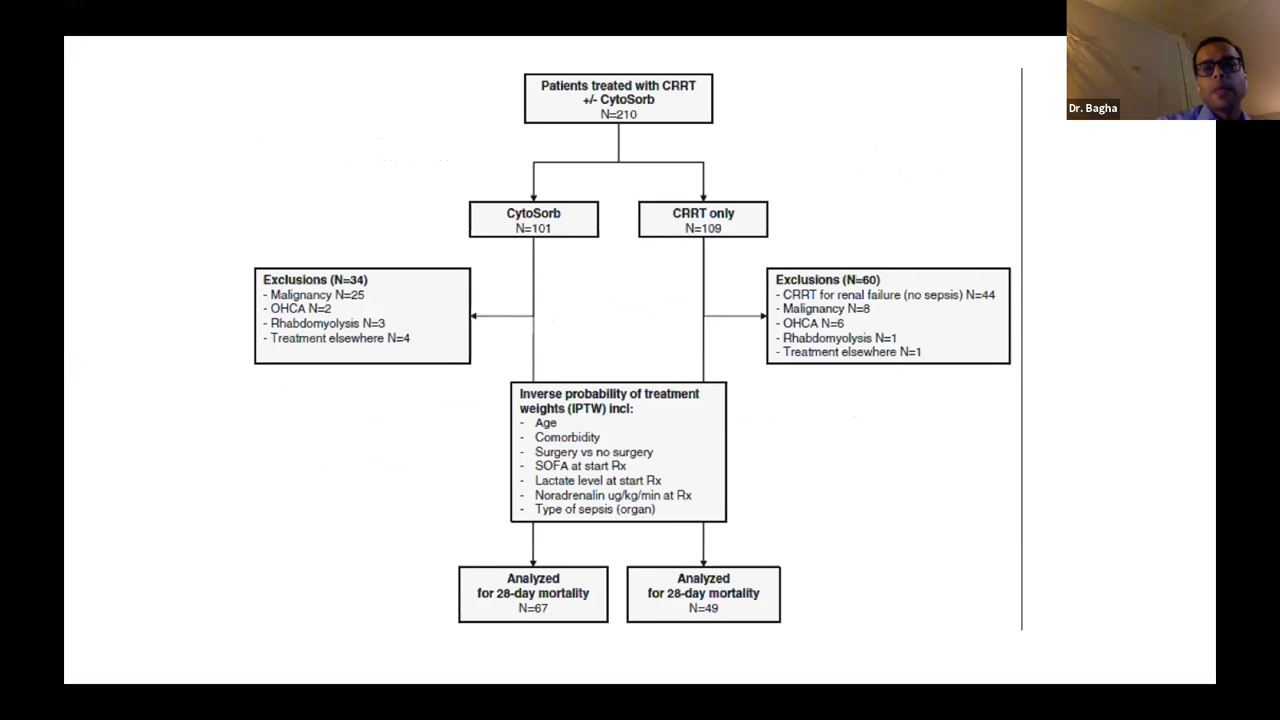 Patients treated with CRRT
+/- CytoSorb
N=210
CytoSorb
N=101
CRRT only
N=109
Exclusions (N=34)
- Malignancy N=25
- OHCA N=2
- Rhabdomyolysis N=3
- Treatment elsewhere N=4
Exclusions (N=60)
- CRRT for renal failure (no sepsis) N=44
- Malignancy N=8
- OHCA N=6
- Rhabdomyolysis N=1
- Treatment elsewhere N=1
Inverse probability of treatment
weights (IPTW) incl:
- Age
- Comorbidity
- Surgery vs no surgery
- SOFA at start Rx
- Lactate level at start Rx
- Noradrenalin ug/kg/min at Rx
- Type of sepsis (organ)
Analyzed
for 28-day mortality
N=67
Analyzed
for 28-day mortality
N=49
Dr. Bagha